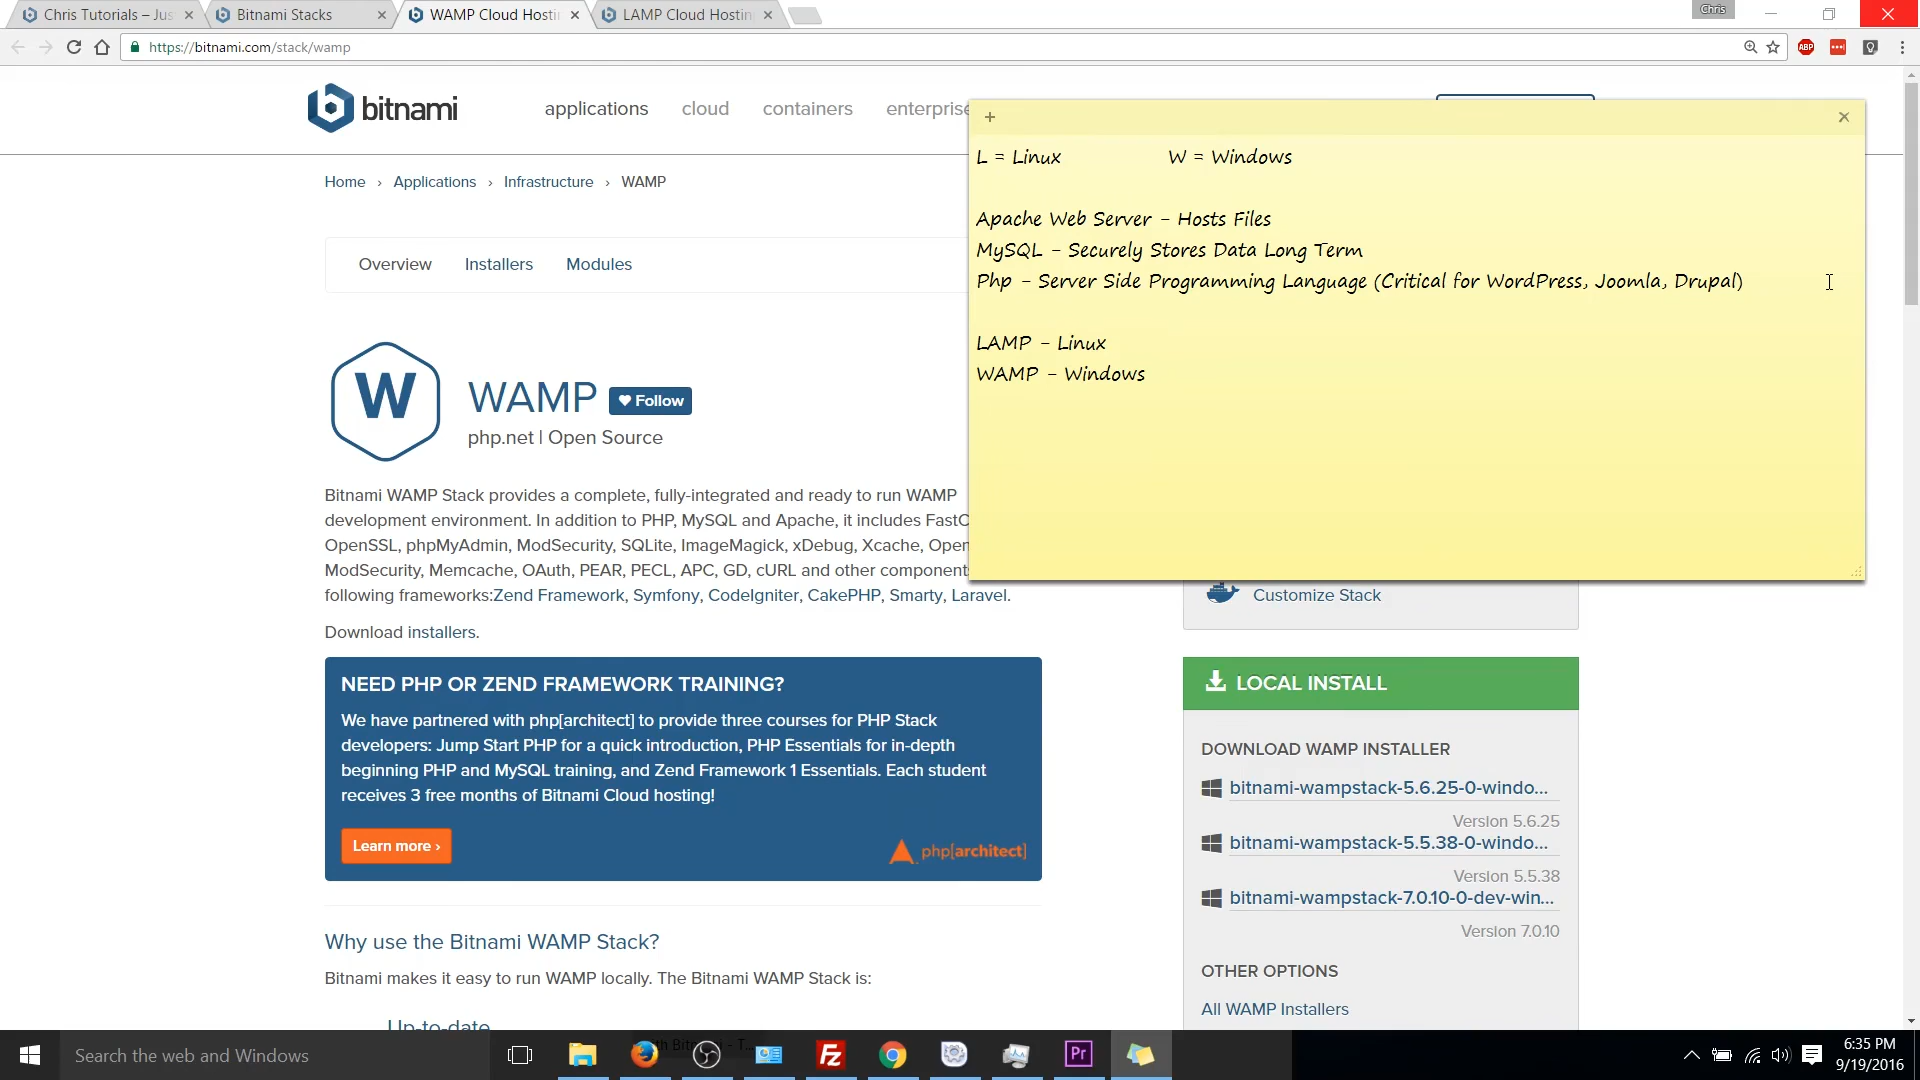 Chris Tutorials – Jus
Bitnami Stacks
WAMP Cloud Hosti
LAMP Cloud Hostin
Chris
https://bitnami.com/stack/wamp
ABP
bitnami
applications
cloud
containers
enterprise
Home › Applications › Infrastructure › WAMP
L = Linux W = Windows
Apache Web Server - Hosts Files
MySQL - Securely Stores Data Long Term
Php - Server Side Programming Language (Critical for WordPress, Joomla, Drupal)
LAMP - Linux
WAMP - Windows
Overview
Installers
Modules
W
WAMP
Follow
php.net | Open Source
Bitnami WAMP Stack provides a complete, fully-integrated and ready to run WAMP
development environment. In addition to PHP, MySQL and Apache, it includes FastC
OpenSSL, phpMyAdmin, ModSecurity, SQLite, ImageMagick, xDebug, Xcache, Open
ModSecurity, Memcache, OAuth, PEAR, PECL, APC, GD, cURL and other component
following frameworks:Zend Framework, Symfony, CodeIgniter, CakePHP, Smarty, Laravel.
Download installers.
Customize Stack
NEED PHP OR ZEND FRAMEWORK TRAINING?
We have partnered with php[architect] to provide three courses for PHP Stack
developers: Jump Start PHP for a quick introduction, PHP Essentials for in-depth
beginning PHP and MySQL training, and Zend Framework 1 Essentials. Each student
receives 3 free months of Bitnami Cloud hosting!
Learn more ›
php[architect]
LOCAL INSTALL
DOWNLOAD WAMP INSTALLER
bitnami-wampstack-5.6.25-0-windo...
Version 5.6.25
bitnami-wampstack-5.5.38-0-windo...
Version 5.5.38
bitnami-wampstack-7.0.10-0-dev-win...
Version 7.0.10
OTHER OPTIONS
All WAMP Installers
Why use the Bitnami WAMP Stack?
Bitnami makes it easy to run WAMP locally. The Bitnami WAMP Stack is:
Up-to-date
Search the web and Windows
Fz
Pr
6:35 PM
9/19/2016